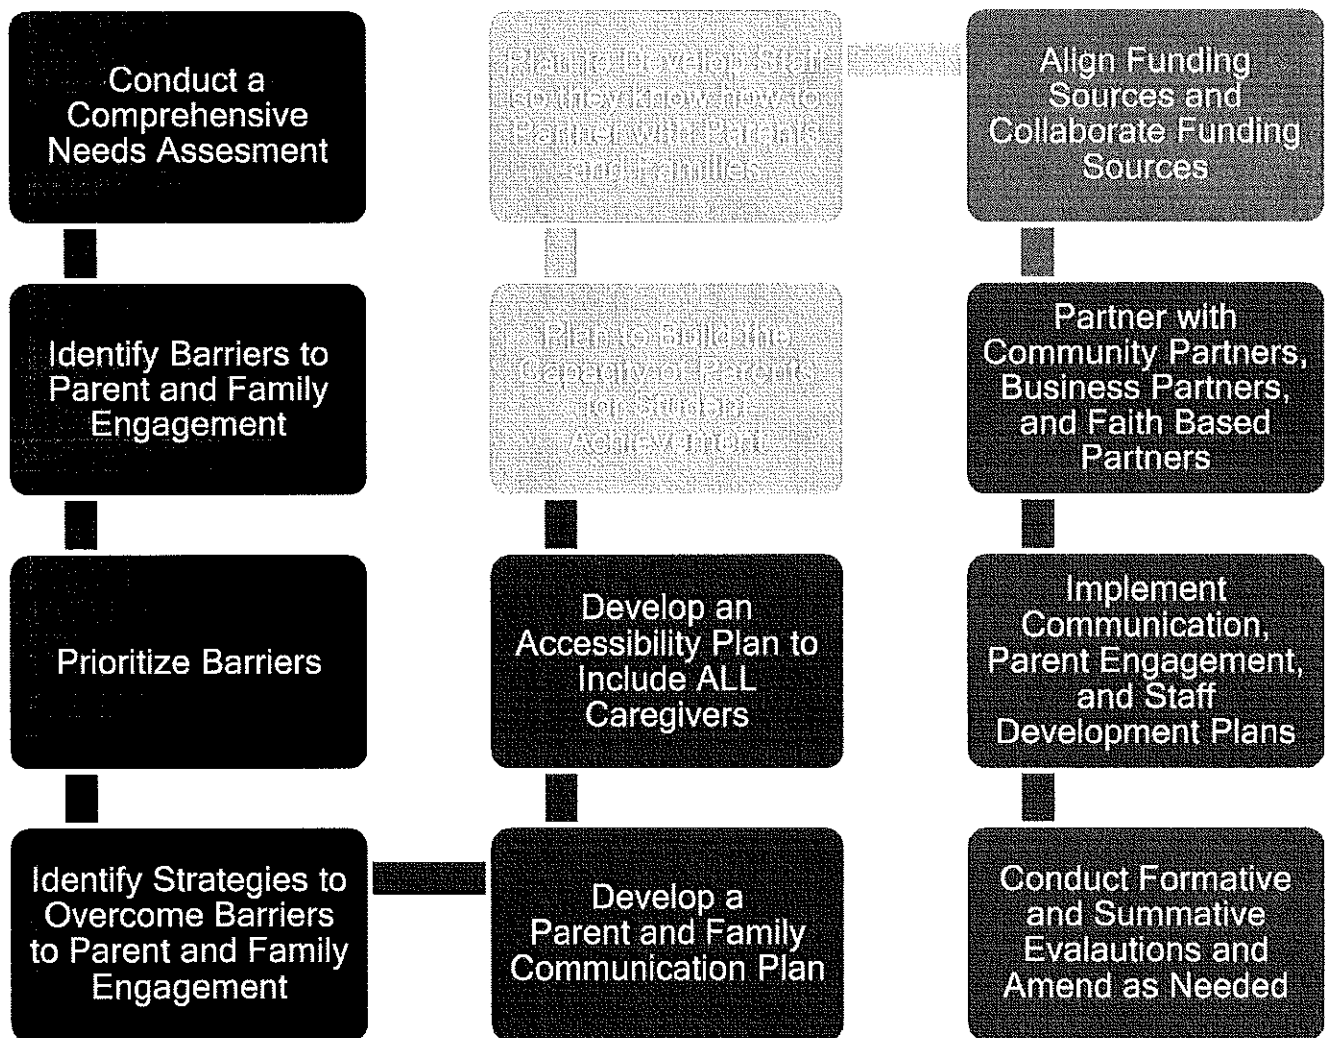 Conduct a
Comprehensive
Needs Assesment
Identify Barriers to
Parent and Family
Engagement
Prioritize Barriers
Identify Strategies to
Overcome Barriers
to Parent and Family
Engagement
Develop a
Parent and Family
Communication Plan
Develop an
Accessibility Plan to
Include ALL
Caregivers
Plan to Build the
Capacity of Parents
for Student
Achievement
Plan to Develop Staff
so they know how to
Partner with Parents
and Families
Align Funding
Sources and
Collaborate Funding
Sources
Partner with
Community Partners,
Business Partners,
and Faith Based
Partners
Implement
Communication,
Parent Engagement,
and Staff
Development Plans
Conduct Formative
and Summative
Evalautions and
Amend as Needed